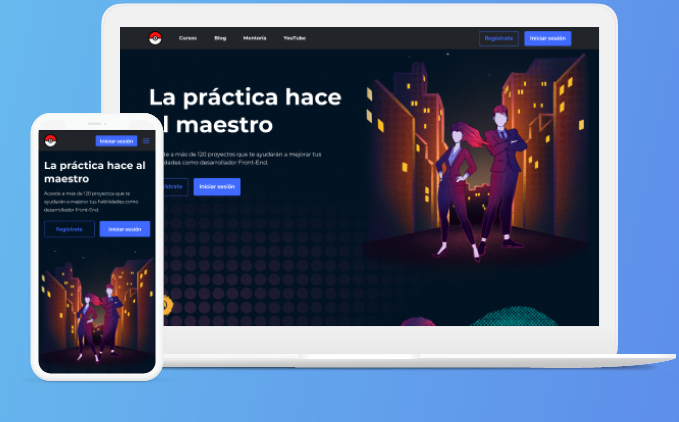 Cursos
Blog
Mentoría
YouTube
Regístrate
Iniciar sesión
La práctica hace
l maestro
e a más de 120 proyectos que te ayudarán a mejorar tus
idades como desarrollador Front-End.
ístrate
Iniciar sesión
Iniciar sesión
La práctica hace al
maestro
Accede a más de 120 proyectos que te
ayudarán a mejorar tus habilidades como
desarrollador Front-End.
Regístrate
Iniciar sesión